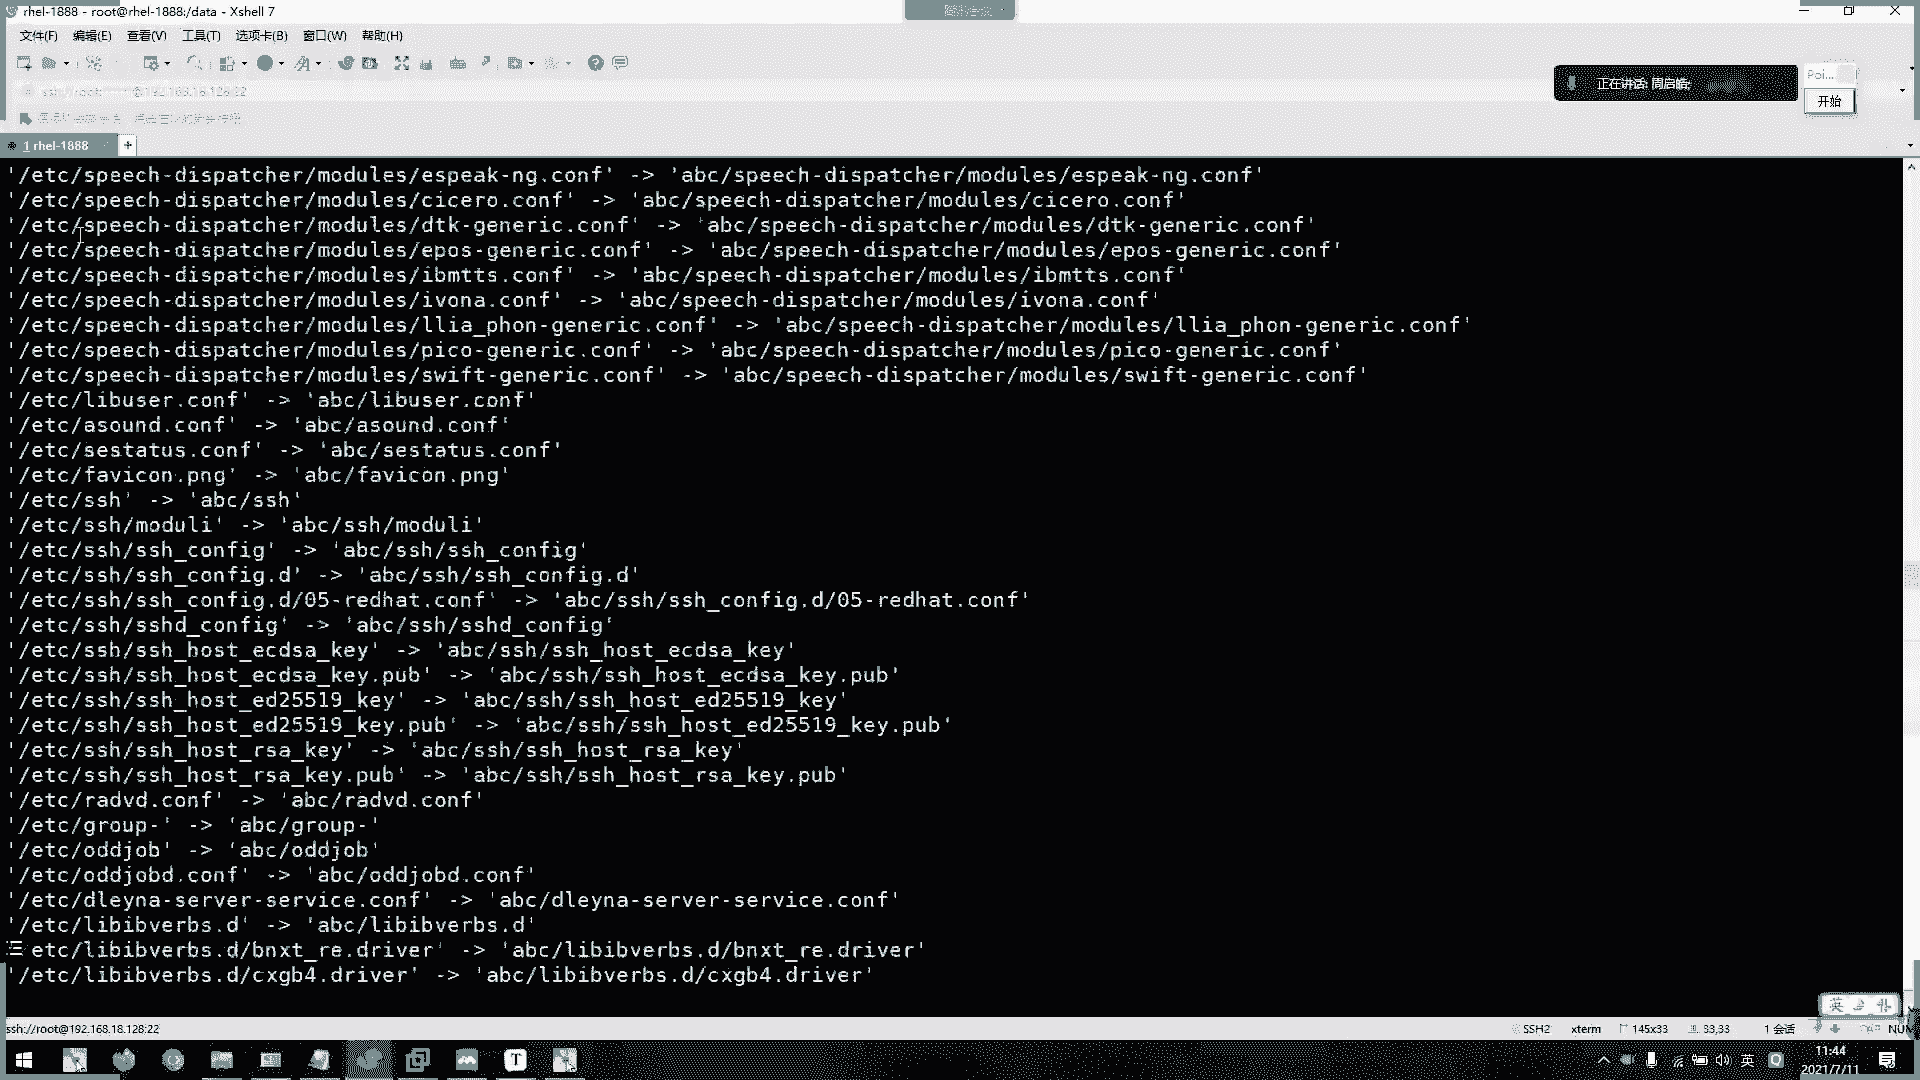 rhel-1888 - root@rhel-1888:/data - Xshell 7
文件(F) 编辑(E) 查看(V) 工具(T) 选项卡(B) 窗口(W) 帮助(H)
ssh://root@192.168.18.128:22
正在讲话: 周启皓;
Poi...
开始
1 rhel-1888
+
'/etc/speech-dispatcher/modules/espeak-ng.conf' -> 'abc/speech-dispatcher/modules/espeak-ng.conf'
'/etc/speech-dispatcher/modules/cicero.conf' -> 'abc/speech-dispatcher/modules/cicero.conf'
'/etc/speech-dispatcher/modules/dtk-generic.conf' -> 'abc/speech-dispatcher/modules/dtk-generic.conf'
'/etc/speech-dispatcher/modules/epos-generic.conf' -> 'abc/speech-dispatcher/modules/epos-generic.conf'
'/etc/speech-dispatcher/modules/ibmtts.conf' -> 'abc/speech-dispatcher/modules/ibmtts.conf'
'/etc/speech-dispatcher/modules/ivona.conf' -> 'abc/speech-dispatcher/modules/ivona.conf'
'/etc/speech-dispatcher/modules/llia_phon-generic.conf' -> 'abc/speech-dispatcher/modules/llia_phon-generic.conf'
'/etc/speech-dispatcher/modules/pico-generic.conf' -> 'abc/speech-dispatcher/modules/pico-generic.conf'
'/etc/speech-dispatcher/modules/swift-generic.conf' -> 'abc/speech-dispatcher/modules/swift-generic.conf'
'/etc/libuser.conf' -> 'abc/libuser.conf'
'/etc/asound.conf' -> 'abc/asound.conf'
'/etc/sestatus.conf' -> 'abc/sestatus.conf'
'/etc/favicon.png' -> 'abc/favicon.png'
'/etc/ssh' -> 'abc/ssh'
'/etc/ssh/moduli' -> 'abc/ssh/moduli'
'/etc/ssh/ssh_config' -> 'abc/ssh/ssh_config'
'/etc/ssh/ssh_config.d' -> 'abc/ssh/ssh_config.d'
'/etc/ssh/ssh_config.d/05-redhat.conf' -> 'abc/ssh/ssh_config.d/05-redhat.conf'
'/etc/ssh/sshd_config' -> 'abc/ssh/sshd_config'
'/etc/ssh/ssh_host_ecdsa_key' -> 'abc/ssh/ssh_host_ecdsa_key'
'/etc/ssh/ssh_host_ecdsa_key.pub' -> 'abc/ssh/ssh_host_ecdsa_key.pub'
'/etc/ssh/ssh_host_ed25519_key' -> 'abc/ssh/ssh_host_ed25519_key'
'/etc/ssh/ssh_host_ed25519_key.pub' -> 'abc/ssh/ssh_host_ed25519_key.pub'
'/etc/ssh/ssh_host_rsa_key' -> 'abc/ssh/ssh_host_rsa_key'
'/etc/ssh/ssh_host_rsa_key.pub' -> 'abc/ssh/ssh_host_rsa_key.pub'
'/etc/radvd.conf' -> 'abc/radvd.conf'
'/etc/group-' -> 'abc/group-'
'/etc/oddjob' -> 'abc/oddjob'
'/etc/oddjobd.conf' -> 'abc/oddjobd.conf'
'/etc/dleyna-server-service.conf' -> 'abc/dleyna-server-service.conf'
'/etc/libibverbs.d' -> 'abc/libibverbs.d'
etc/libibverbs.d/bnxt_re.driver' -> 'abc/libibverbs.d/bnxt_re.driver'
'/etc/libibverbs.d/cxgb4.driver' -> 'abc/libibverbs.d/cxgb4.driver'
英
ssh://root@192.168.18.128:22 SSH2 xterm 145x33 33,33 1 会话 NUM
T 英 11:44
2021/7/11